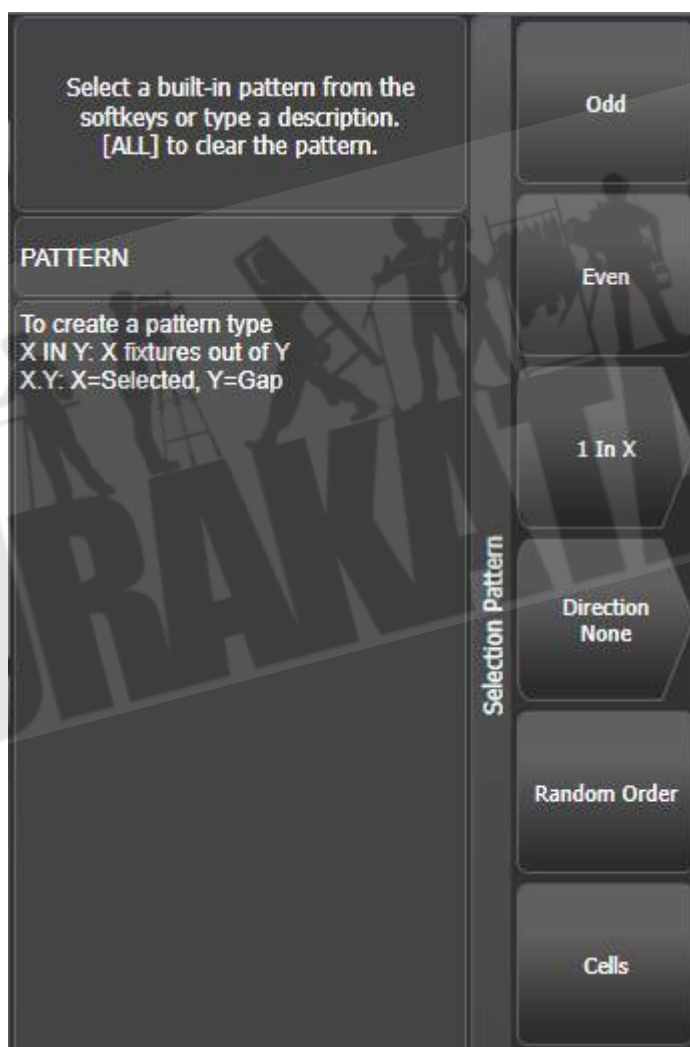 Select a built-in pattern from the
softkeys or type a description.
[ALL] to clear the pattern.
PATTERN
To create a pattern type
X IN Y: X fixtures out of Y
X.Y: X=Selected, Y=Gap
Selection Pattern
Odd
Even
1 In X
Direction
None
Random Order
Cells